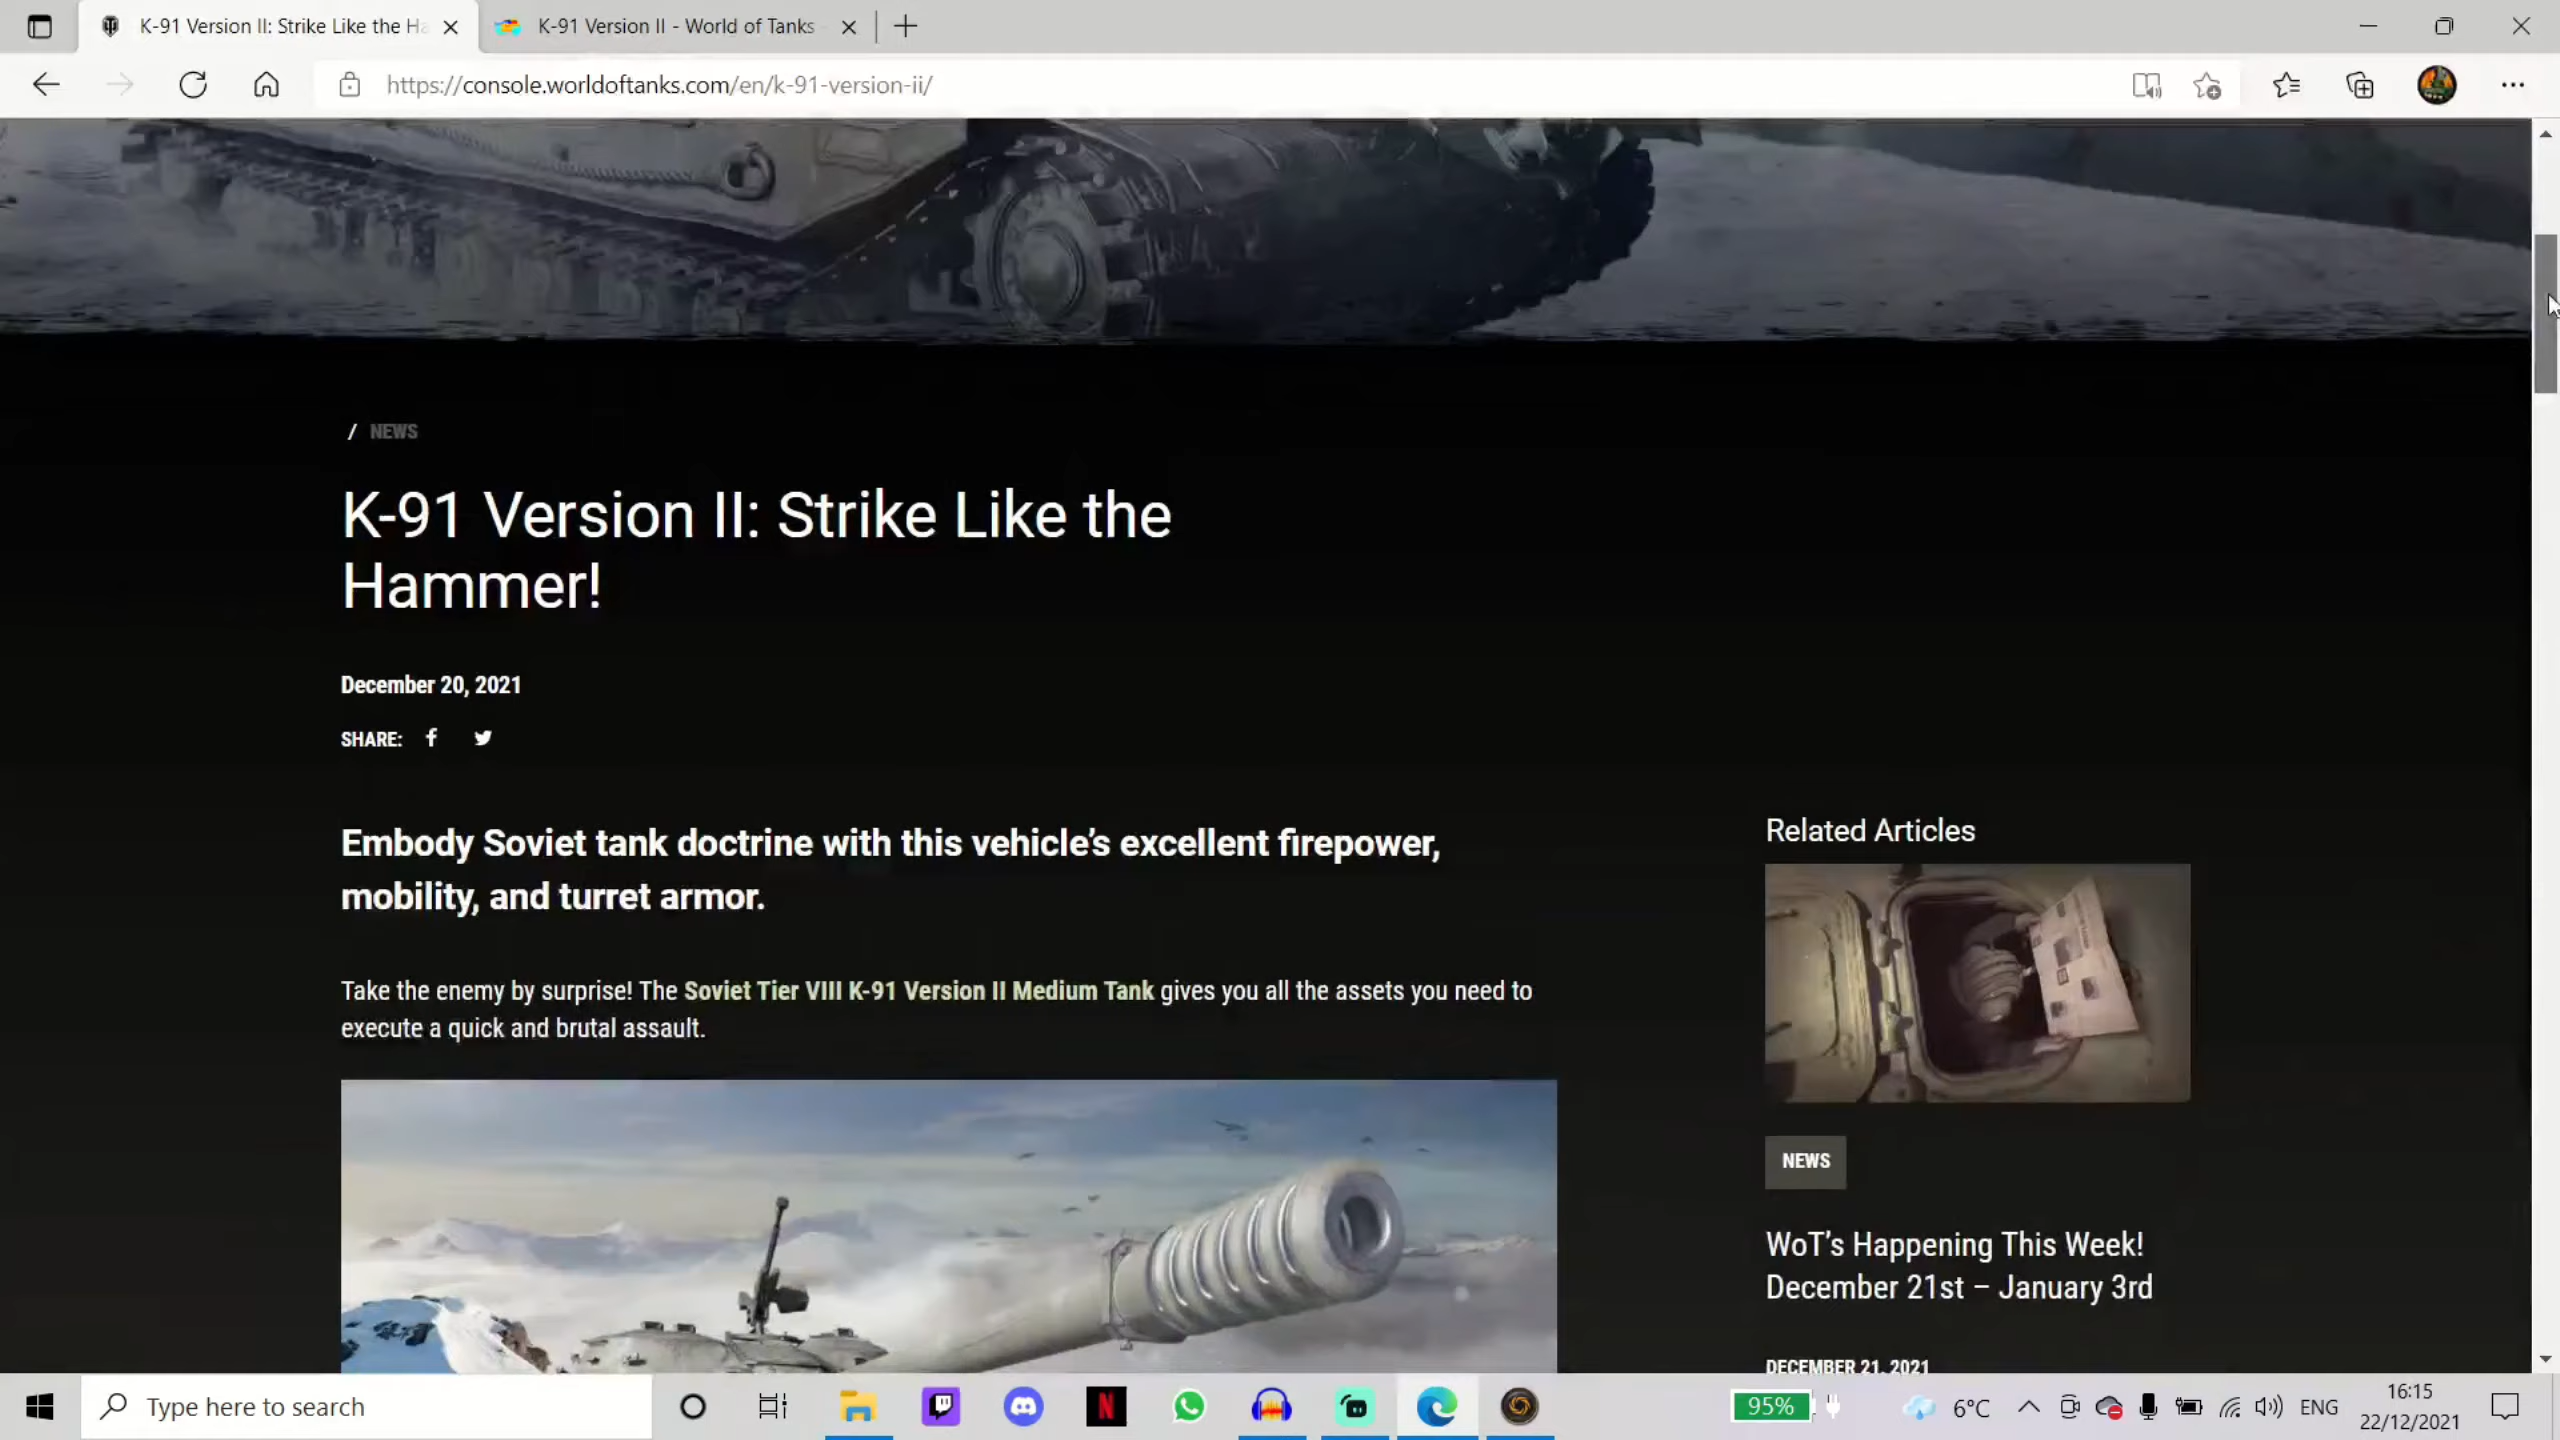 K-91 Version II: Strike Like the Ha
K-91 Version II - World of Tanks
https://console.worldoftanks.com/en/k-91-version-ii/
/ NEWS
K-91 Version II: Strike Like the
Hammer!
December 20, 2021
SHARE:
Embody Soviet tank doctrine with this vehicle’s excellent firepower,
mobility, and turret armor.
Take the enemy by surprise! The Soviet Tier VIII K-91 Version II Medium Tank gives you all the assets you need to
execute a quick and brutal assault.
Related Articles
NEWS
WoT’s Happening This Week!
December 21st – January 3rd
DECEMBER 21, 2021
Type here to search
95%
6°C
ENG
16:15
22/12/2021